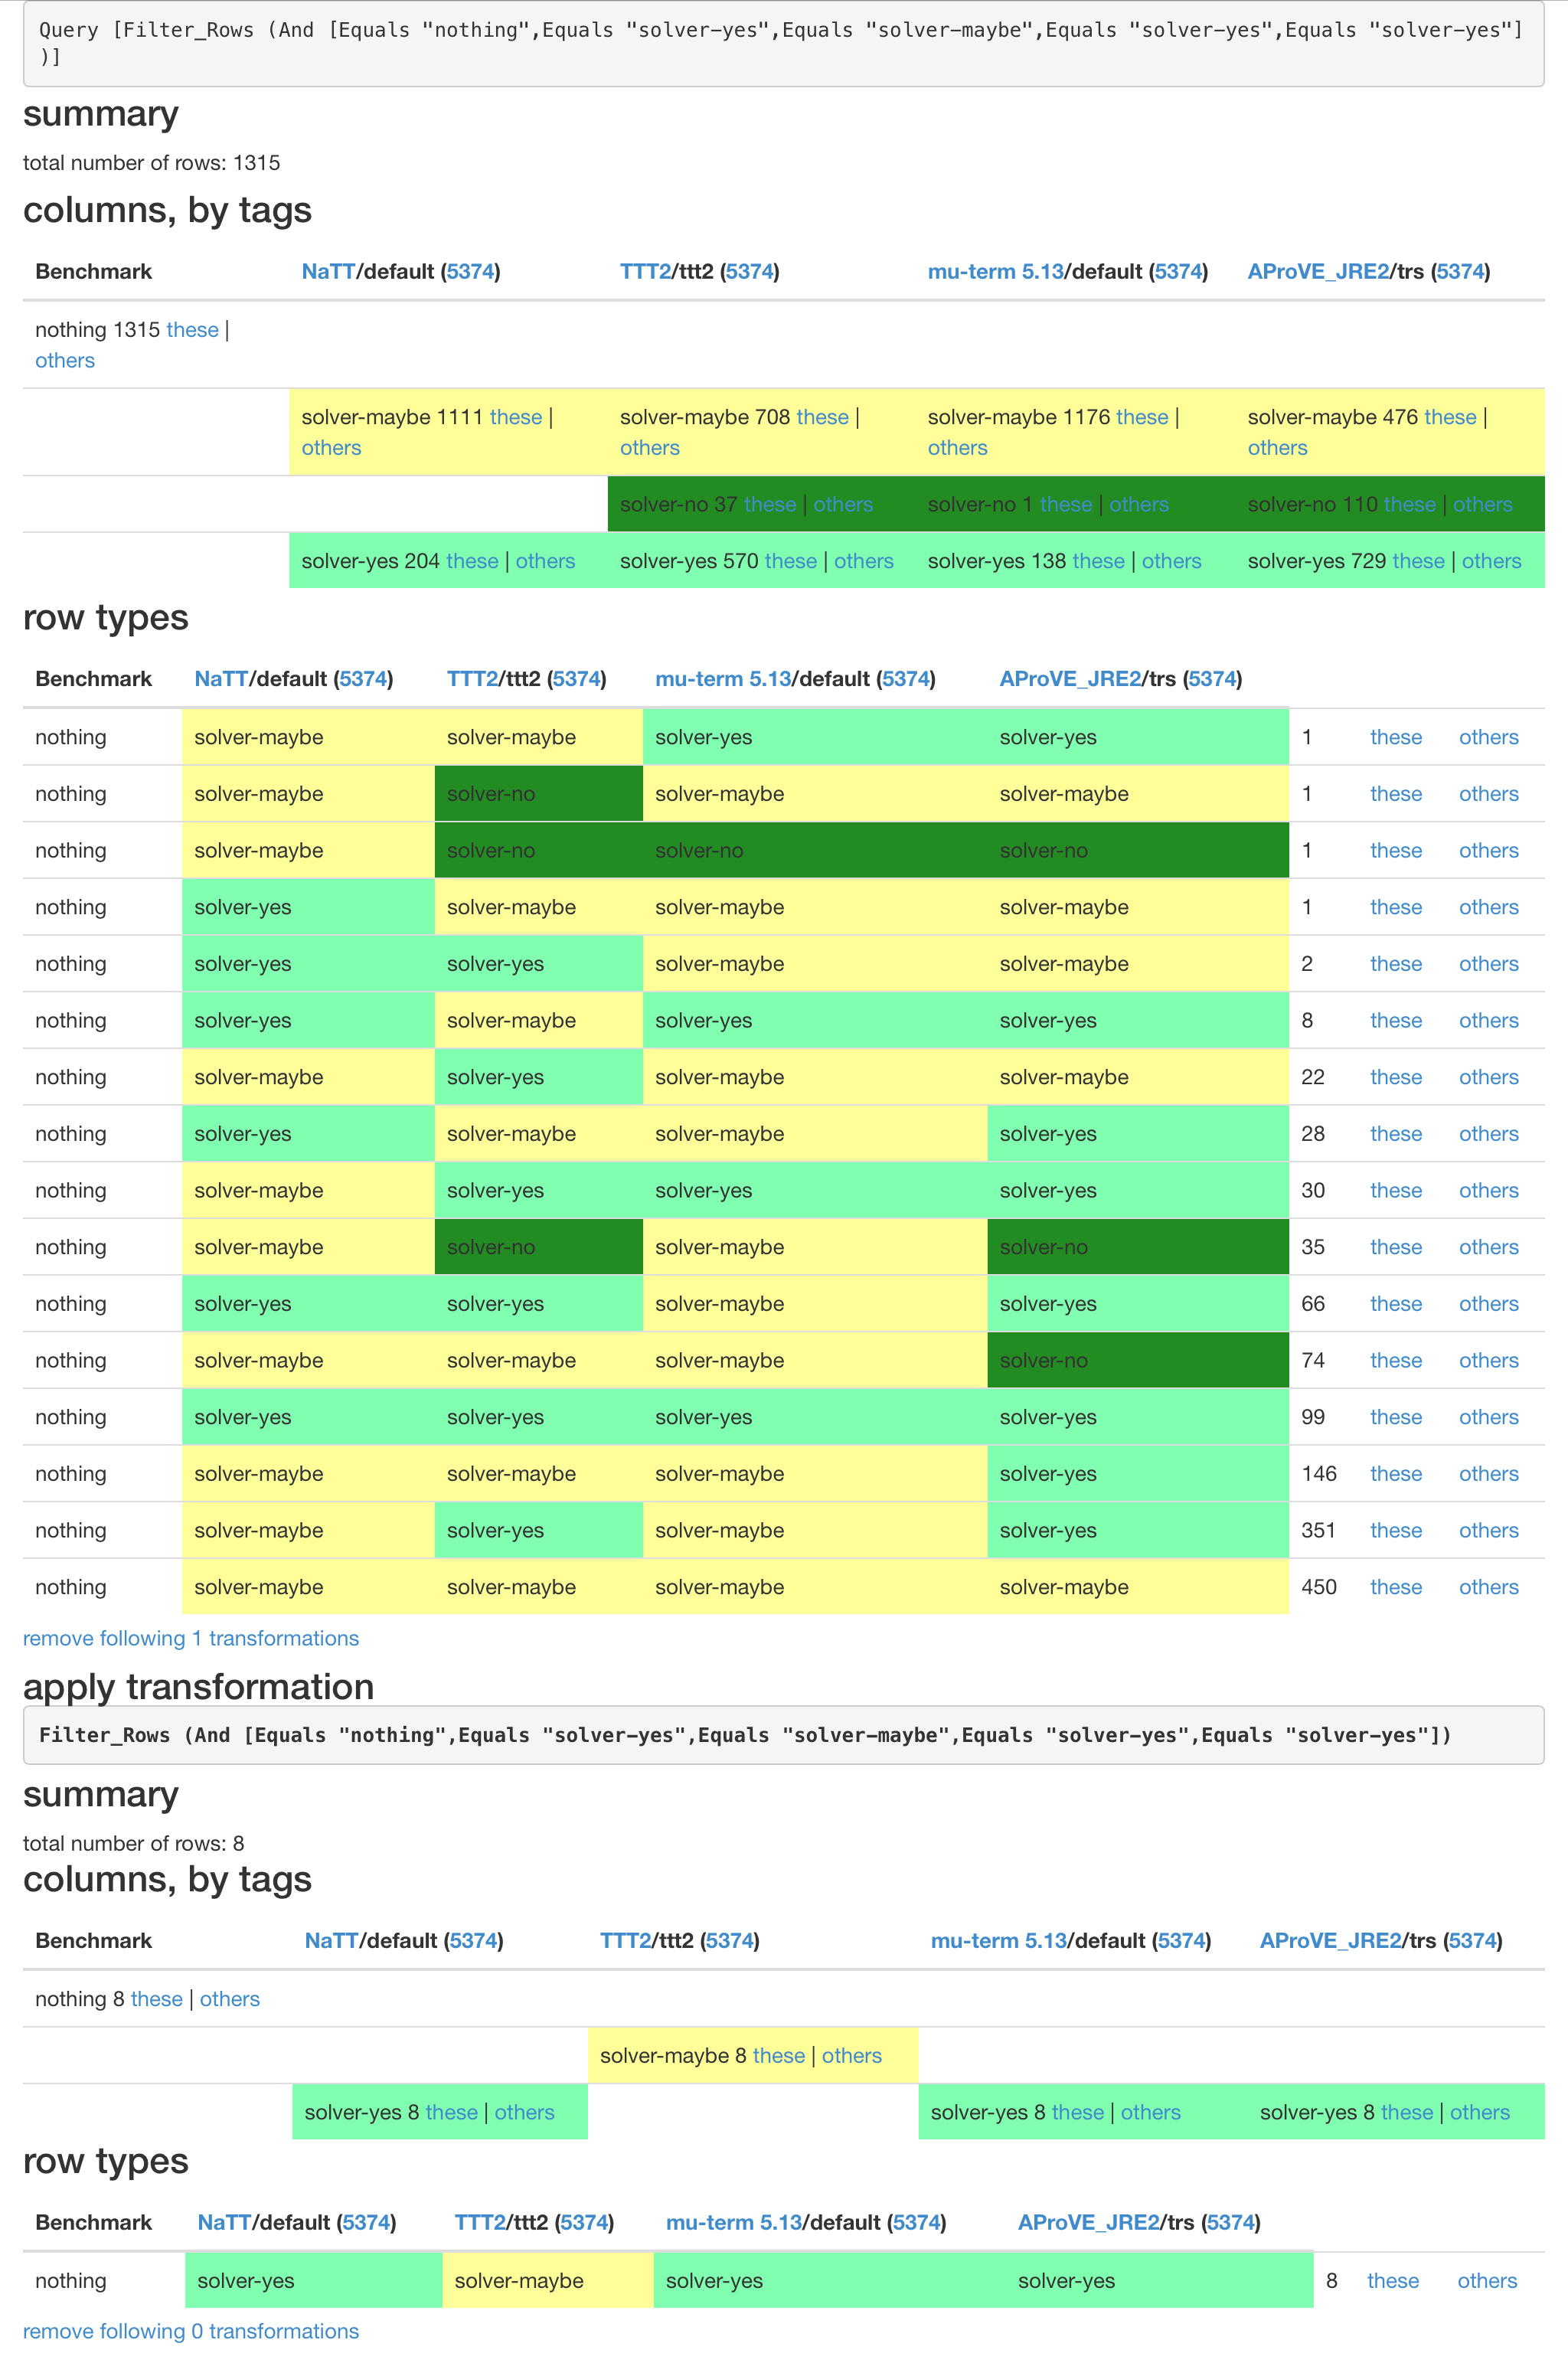 Query [Filter_Rows (And [Equals "nothing",Equals "solver-yes",Equals "solver-maybe",Equals "solver-yes",Equals "solver-yes"]
)]
summary
total number of rows: 1315
columns, by tags
Benchmark NaTT/default (5374) TTT2/ttt2 (5374) mu-term 5.13/default (5374) AProVE_JRE2/trs (5374)
nothing 1315 these |
others
solver-maybe 1111 these | solver-maybe 708 these | solver-maybe 1176 these | solver-maybe 476 these |
others others others others
solver-no 37 these | others solver-no 1 these | others solver-no 110 these | others
solver-yes 204 these | others solver-yes 570 these | others solver-yes 138 these | others solver-yes 729 these | others
row types
Benchmark NaTT/default (5374) TTT2/ttt2 (5374) mu-term 5.13/default (5374) AProVE_JRE2/trs (5374)
nothing solver-maybe solver-maybe solver-yes solver-yes 1 these others
nothing solver-maybe solver-no solver-maybe solver-maybe 1 these others
nothing solver-maybe solver-no solver-no solver-no 1 these others
nothing solver-yes solver-maybe solver-maybe solver-maybe 1 these others
nothing solver-yes solver-yes solver-maybe solver-maybe 2 these others
nothing solver-yes solver-maybe solver-yes solver-yes 8 these others
nothing solver-maybe solver-yes solver-maybe solver-maybe 22 these others
nothing solver-yes solver-maybe solver-maybe solver-yes 28 these others
nothing solver-maybe solver-yes solver-yes solver-yes 30 these others
nothing solver-maybe solver-no solver-maybe solver-no 35 these others
nothing solver-yes solver-yes solver-maybe solver-yes 66 these others
nothing solver-maybe solver-maybe solver-maybe solver-no 74 these others
nothing solver-yes solver-yes solver-yes solver-yes 99 these others
nothing solver-maybe solver-maybe solver-maybe solver-yes 146 these others
nothing solver-maybe solver-yes solver-maybe solver-yes 351 these others
nothing solver-maybe solver-maybe solver-maybe solver-maybe 450 these others
remove following 1 transformations
apply transformation
Filter_Rows (And [Equals "nothing",Equals "solver-yes",Equals "solver-maybe",Equals "solver-yes",Equals "solver-yes"])
summary
total number of rows: 8
columns, by tags
Benchmark NaTT/default (5374) TTT2/ttt2 (5374) mu-term 5.13/default (5374) AProVE_JRE2/trs (5374)
nothing 8 these | others
solver-maybe 8 these | others
solver-yes 8 these | others solver-yes 8 these | others solver-yes 8 these | others
row types
Benchmark NaTT/default (5374) TTT2/ttt2 (5374) mu-term 5.13/default (5374) AProVE_JRE2/trs (5374)
nothing solver-yes solver-maybe solver-yes solver-yes 8 these others
remove following 0 transformations